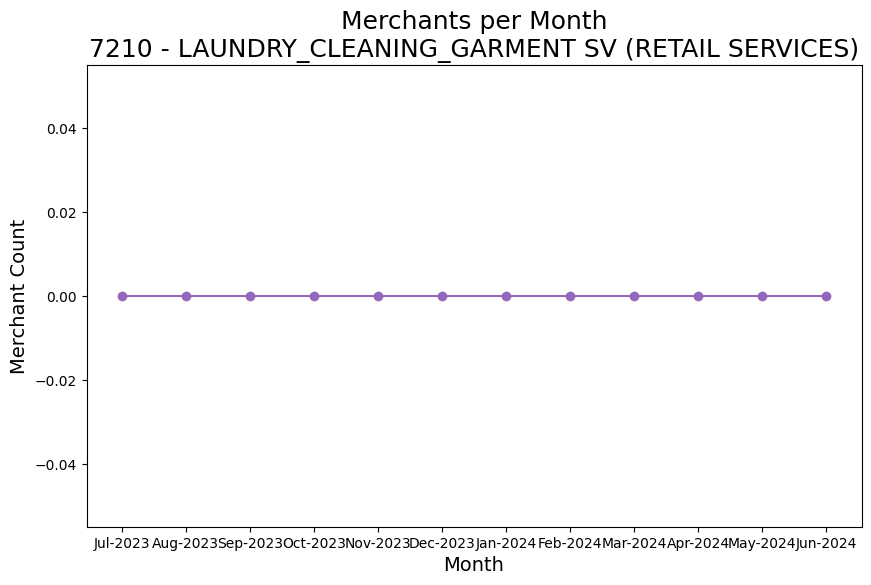 Merchants per Month
7210 - LAUNDRY_CLEANING_GARMENT SV (RETAIL SERVICES)
Merchant Count
0.04
0.02
0.00
−0.02
−0.04
Jul-2023 Aug-2023 Sep-2023 Oct-2023 Nov-2023 Dec-2023 Jan-2024 Feb-2024 Mar-2024 Apr-2024 May-2024 Jun-2024
Month